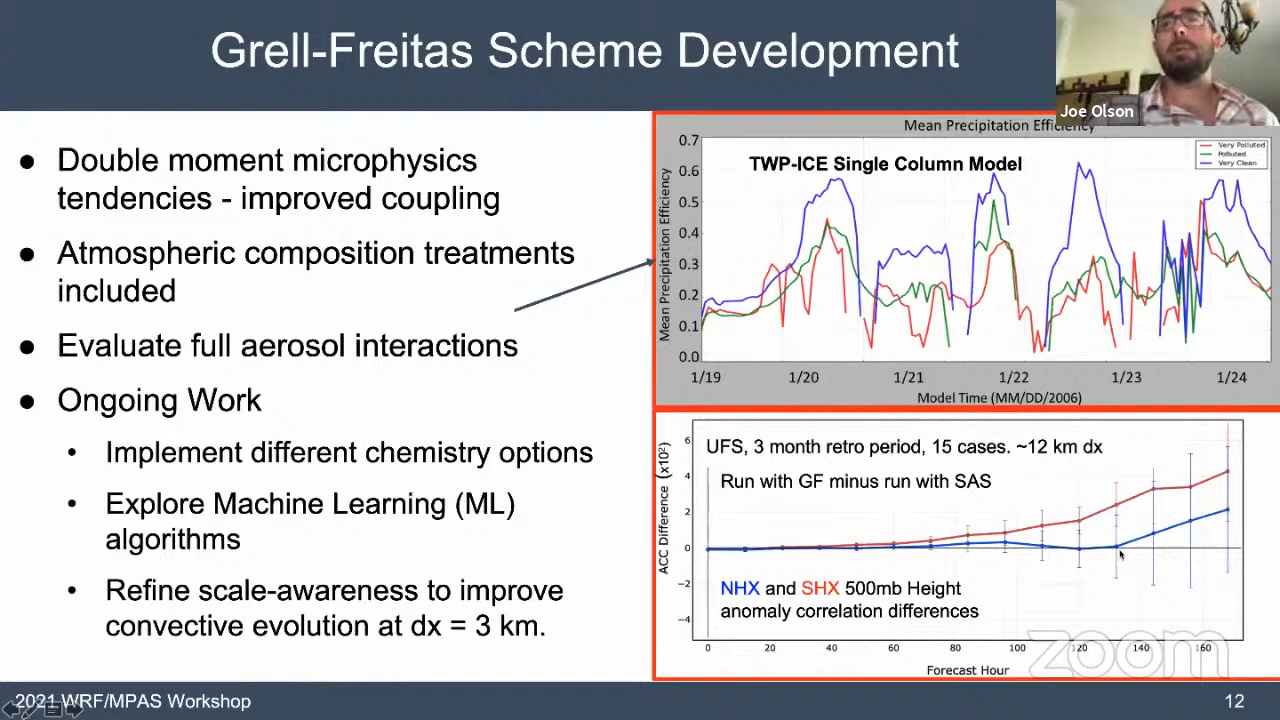 Grell-Freitas Scheme Development
Joe Olson
● Double moment microphysics
tendencies - improved coupling
● Atmospheric composition treatments
included
● Evaluate full aerosol interactions
● Ongoing Work
• Implement different chemistry options
• Explore Machine Learning (ML)
algorithms
• Refine scale-awareness to improve
convective evolution at dx = 3 km.
Mean Precipitation Efficiency
TWP-ICE Single Column Model
Very Polluted
Polluted
Very Clean
Mean Precipitation Efficiency
0.7
0.6
0.5
0.4
0.3
0.2
0.1
0.0
1/19 1/20 1/21 1/22 1/23 1/24
Model Time (MM/DD/2006)
UFS, 3 month retro period, 15 cases. ~12 km dx
Run with GF minus run with SAS
ACC Difference (x10²)
6
4
2
0
−2
−4
NHX and SHX 500mb Height
anomaly correlation differences
0 20 40 60 80 100 120 140 160
Forecast Hour
zoom
2021 WRF/MPAS Workshop
12